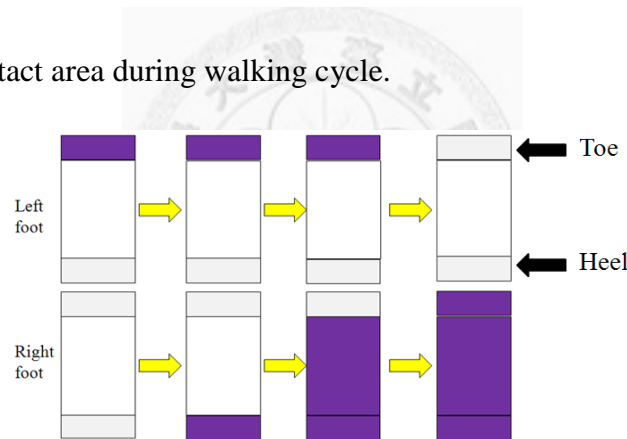 tact area during walking cycle.
Toe
Left
foot
Heel
Right
foot